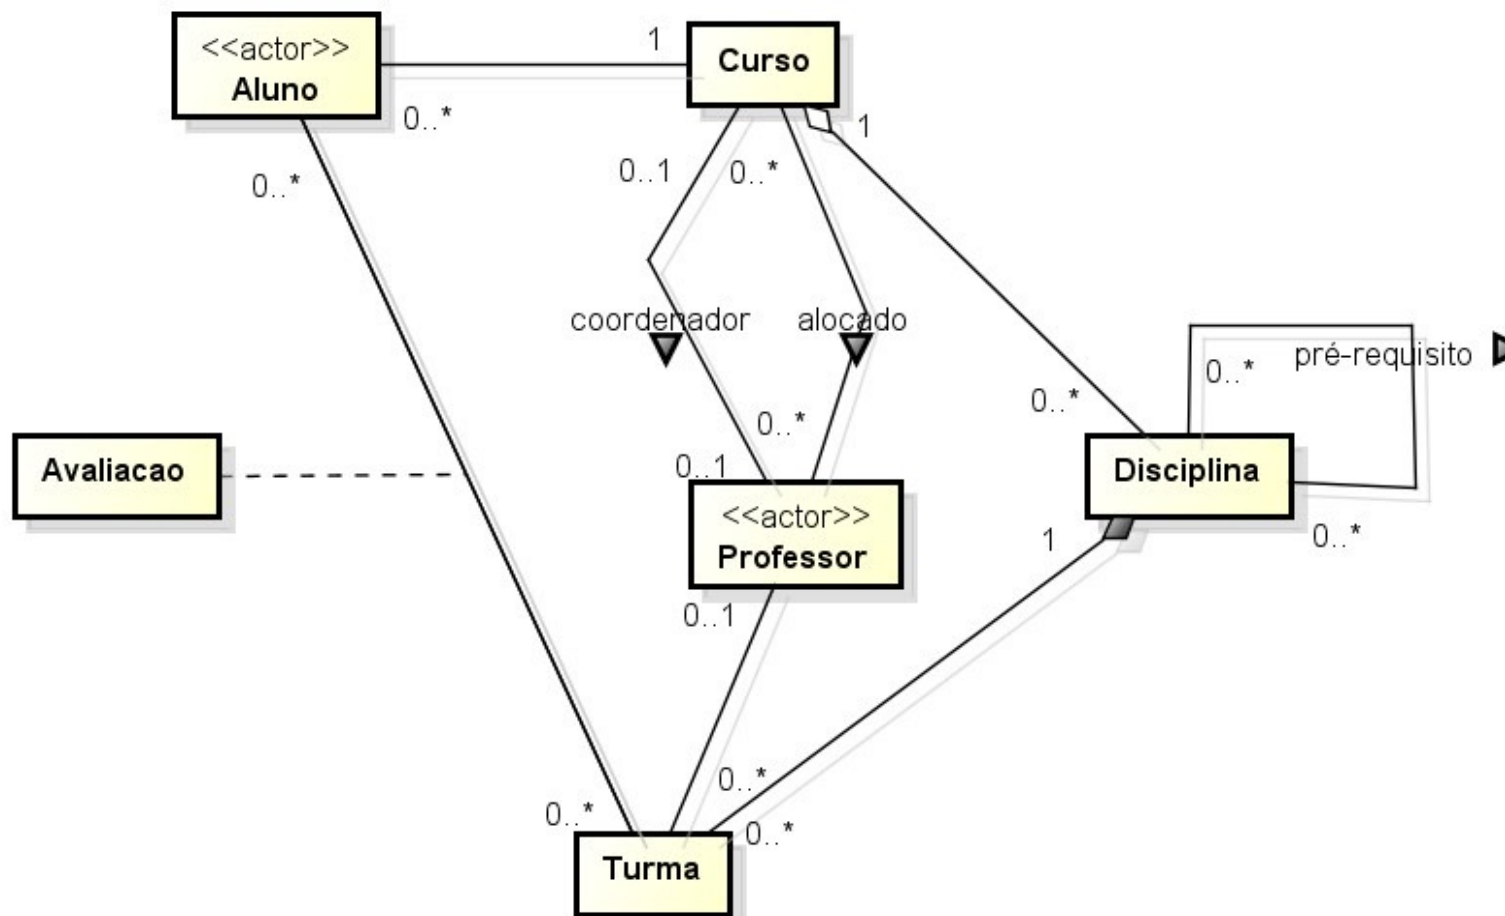 <<actor>>
Aluno
1
Curso
0..*
1
0..1
0..*
0..*
coordenador
alocado
0..*
pré-requisito
0..*
0..*
Avaliacao
0..1
Disciplina
<<actor>>
Professor
1
0..*
0..1
0..*
0..*
0..*
Turma